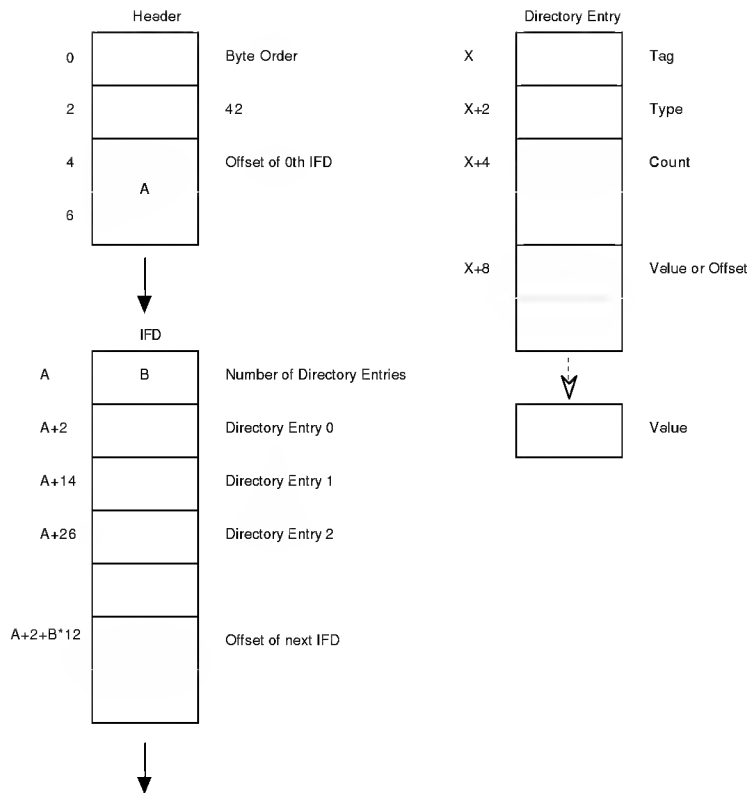 Header
0 Byte Order
2 42
4 Offset of 0th IFD
A
6
IFD
A B Number of Directory Entries
A+2 Directory Entry 0
A+14 Directory Entry 1
A+26 Directory Entry 2
A+2+B*12 Offset of next IFD
Directory Entry
X Tag
X+2 Type
X+4 Count
X+8 Value or Offset
Value